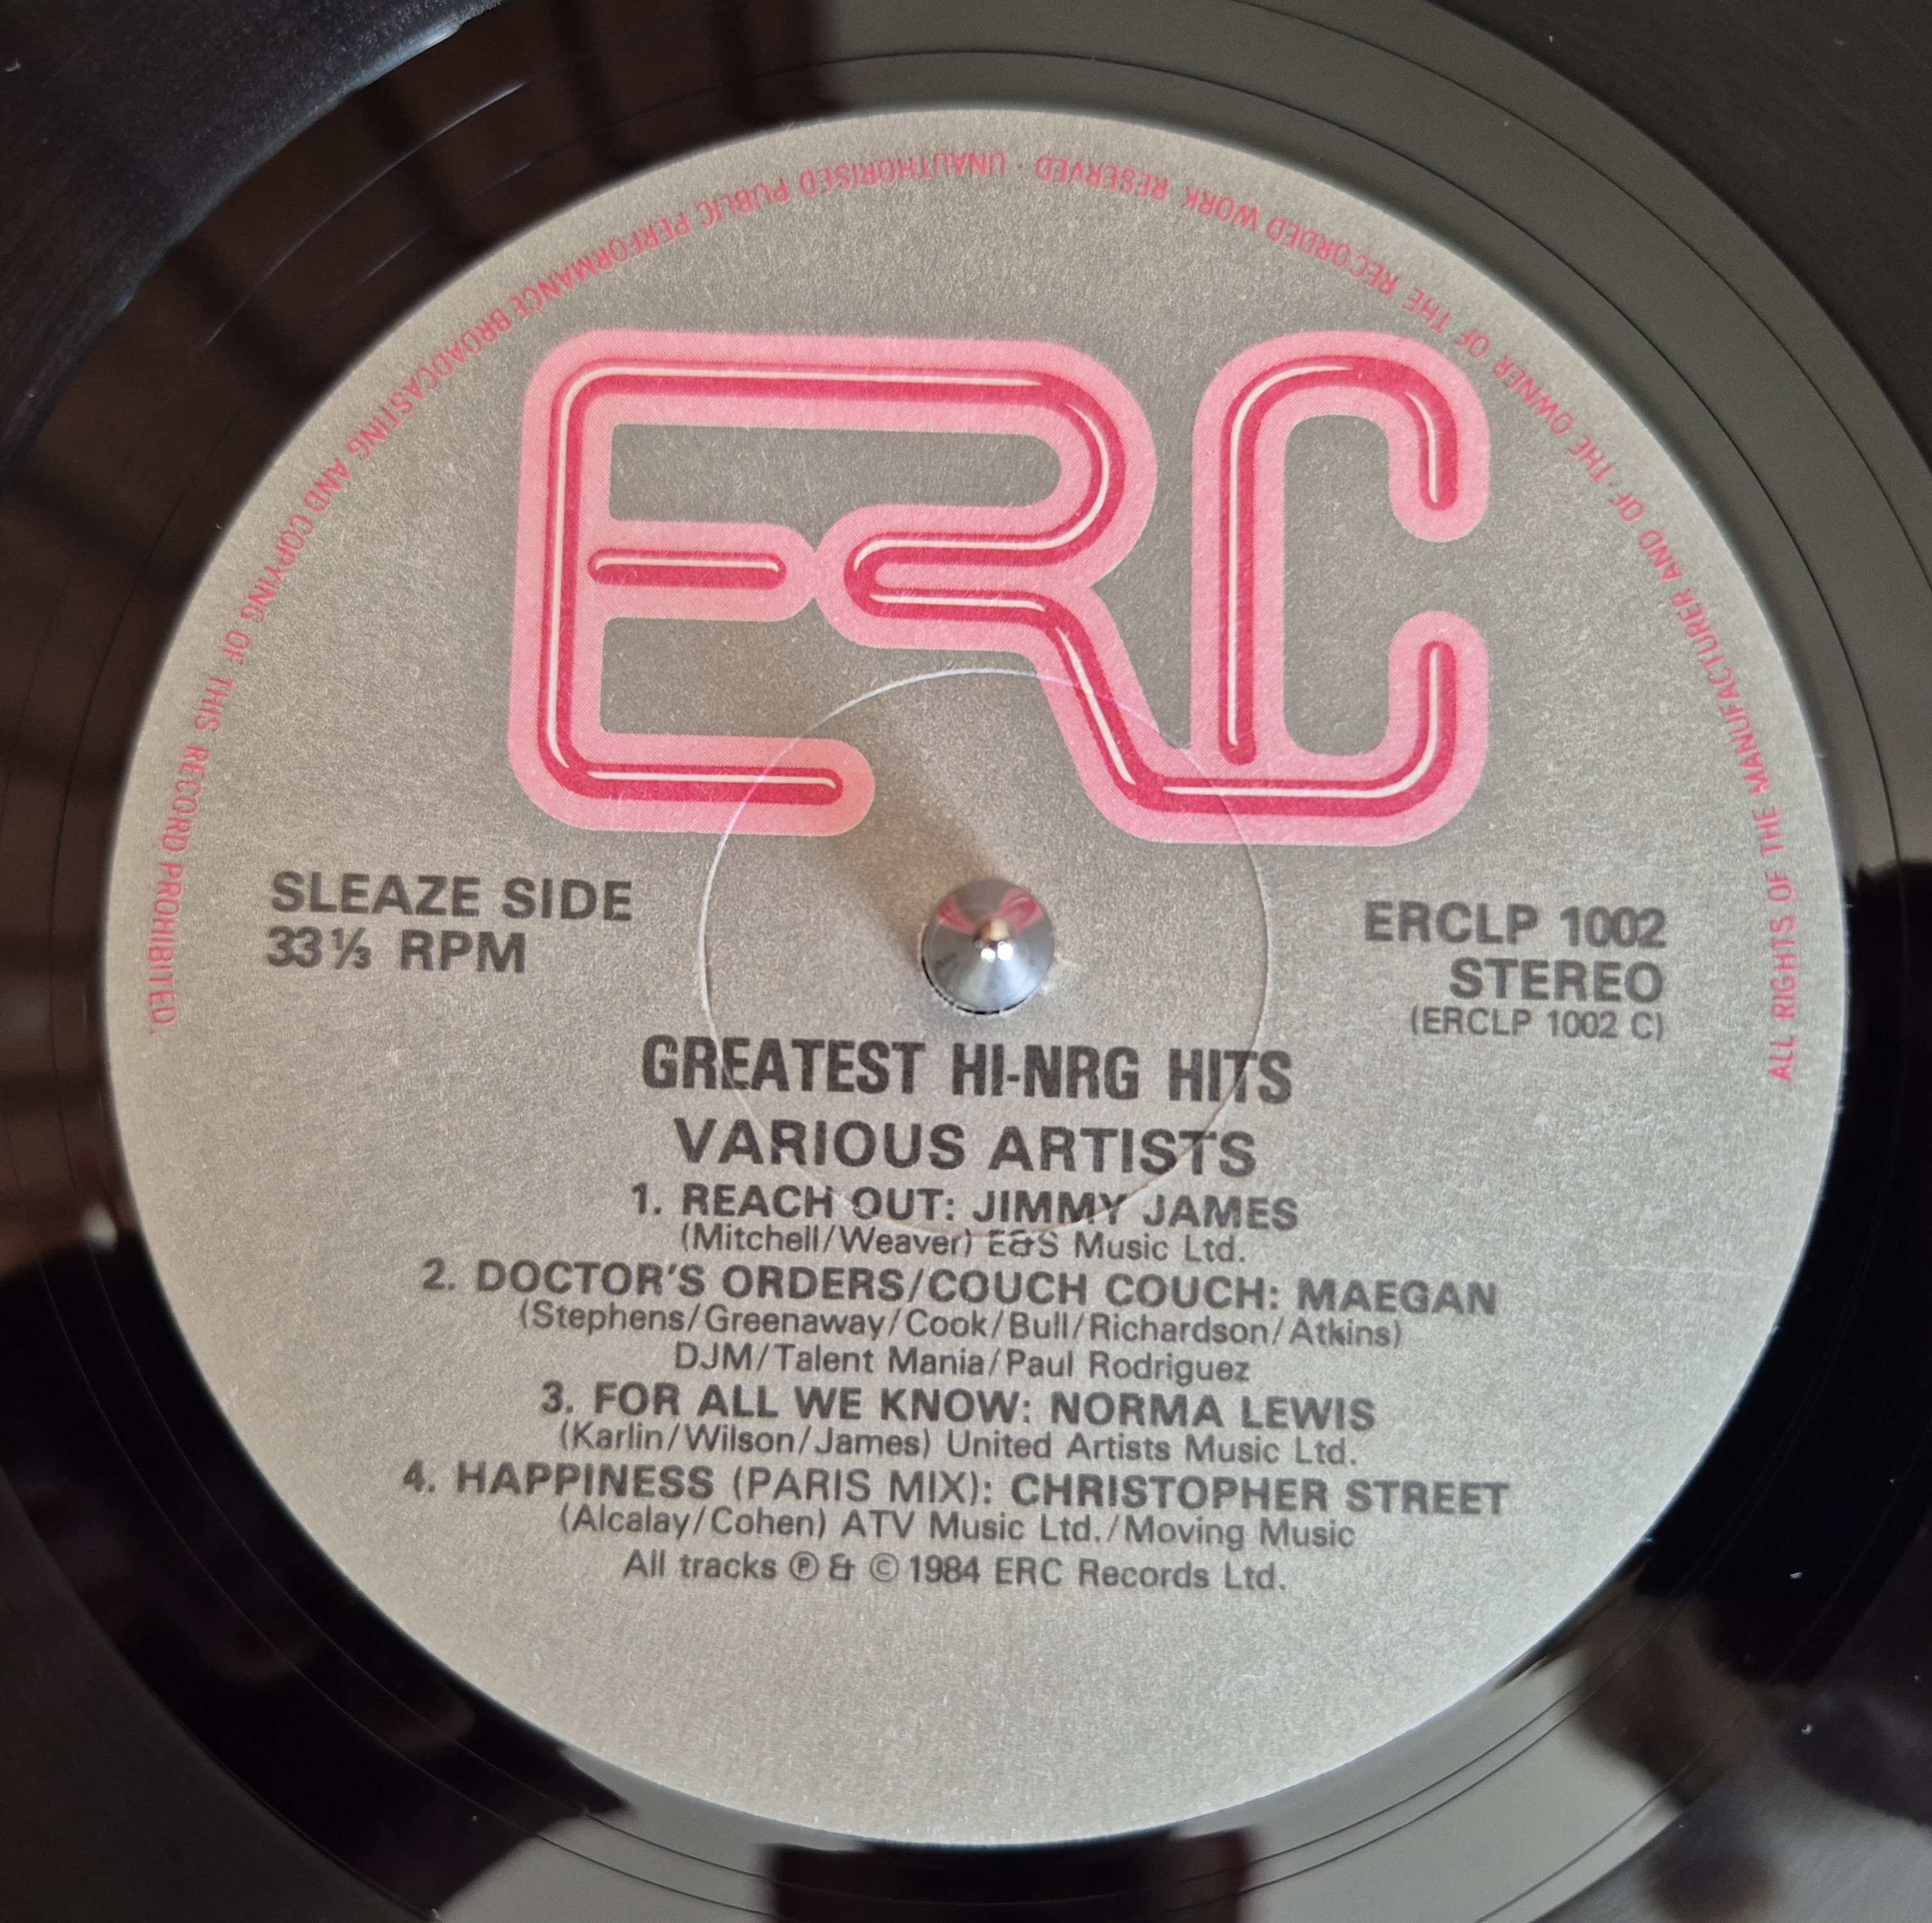 ALL RIGHTS OF THE MANUFACTURER AND OF THE OWNER OF THE RECORDED WORK RESERVED · UNAUTHORISED PUBLIC PERFORMANCE BROADCASTING AND COPYING OF THIS RECORD PROHIBITED.
ERC
SLEAZE SIDE
33⅓ RPM
ERCLP 1002
STEREO
(ERCLP 1002 C)
GREATEST HI-NRG HITS
VARIOUS ARTISTS
1. REACH OUT: JIMMY JAMES
(Mitchell/Weaver) E&S Music Ltd.
2. DOCTOR'S ORDERS/COUCH COUCH: MAEGAN
(Stephens/Greenaway/Cook/Bull/Richardson/Atkins)
DJM/Talent Mania/Paul Rodriguez
3. FOR ALL WE KNOW: NORMA LEWIS
(Karlin/Wilson/James) United Artists Music Ltd.
4. HAPPINESS (PARIS MIX): CHRISTOPHER STREET
(Alcalay/Cohen) ATV Music Ltd./Moving Music
All tracks ℗ & © 1984 ERC Records Ltd.